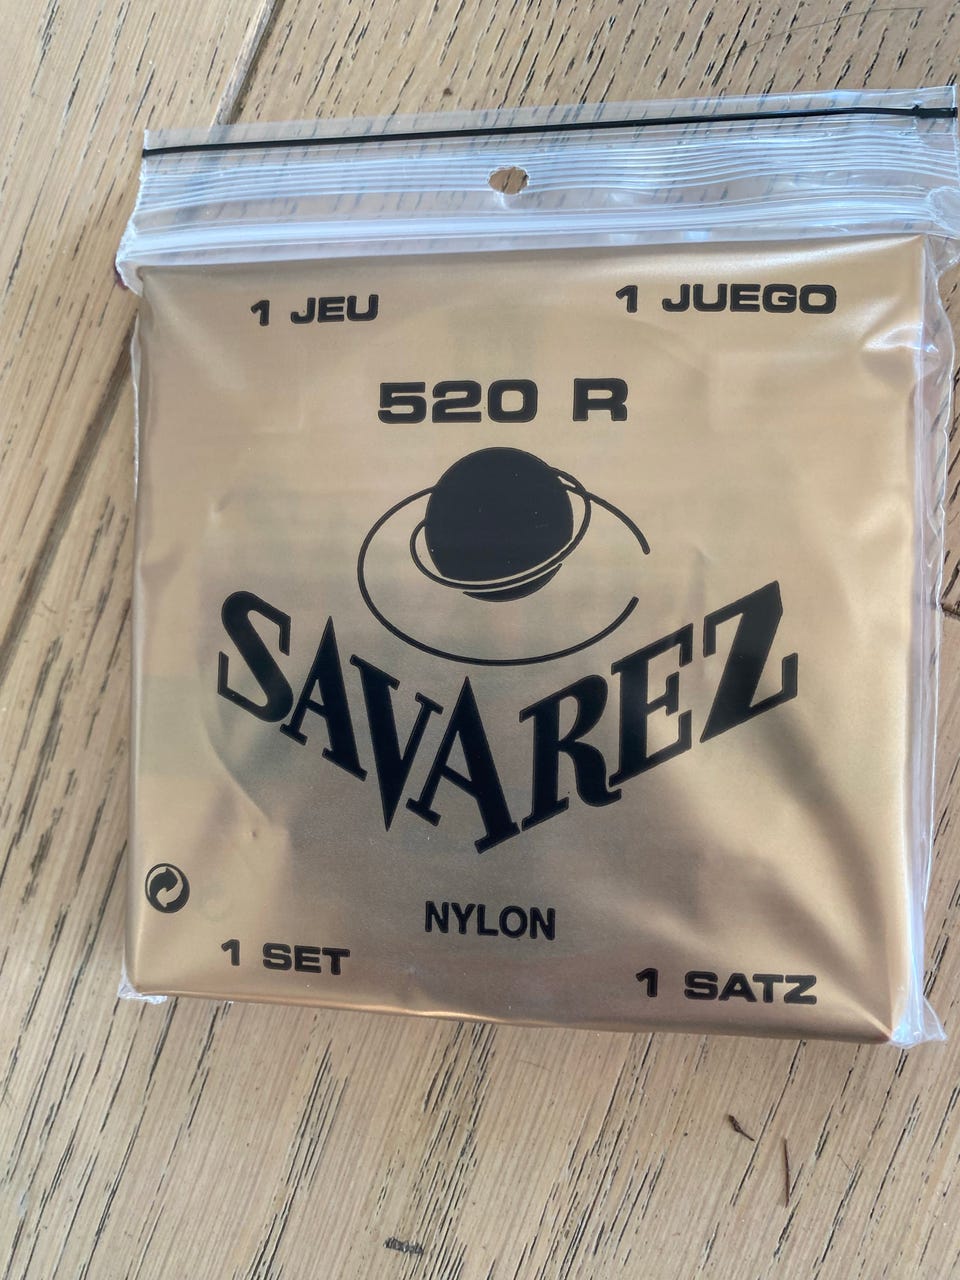 1 JEU
1 JUEGO
520 R
SAVAREZ
NYLON
1 SET
1 SATZ